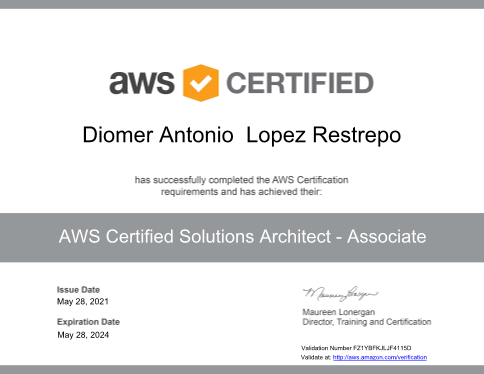 aws CERTIFIED
Diomer Antonio Lopez Restrepo
has successfully completed the AWS Certification
requirements and has achieved their:
AWS Certified Solutions Architect - Associate
Issue Date
May 28, 2021
Expiration Date
May 28, 2024
Maureen Lonergan
Director, Training and Certification
Validation Number FZ1YBFKJLJF4115D
Validate at: http://aws.amazon.com/verification